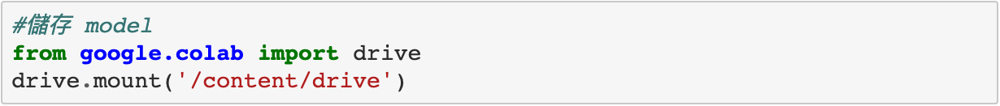 #儲存 model
from google.colab import drive
drive.mount('/content/drive')